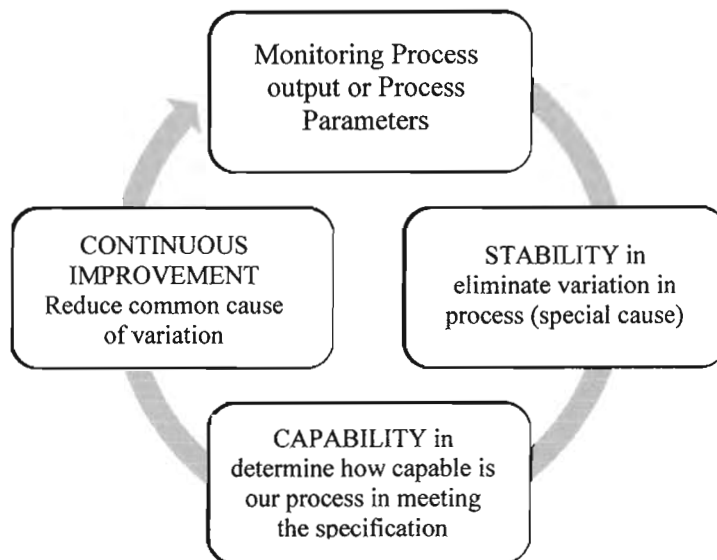 Monitoring Process
output or Process
Parameters
STABILITY in
eliminate variation in
process (special cause)
CAPABILITY in
determine how capable is
our process in meeting
the specification
CONTINUOUS
IMPROVEMENT
Reduce common cause
of variation